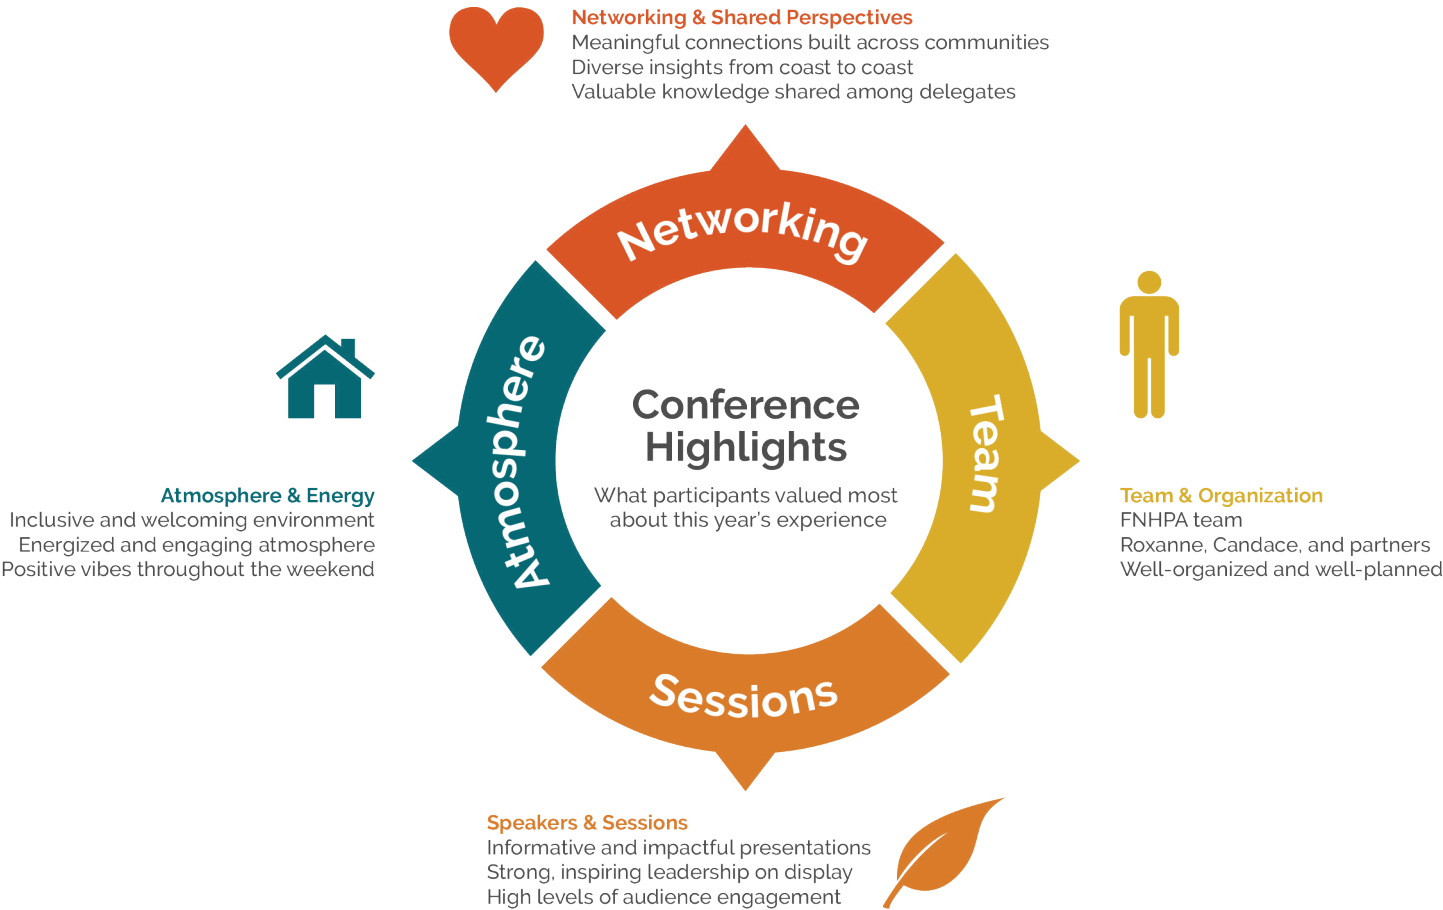 Networking & Shared Perspectives
Meaningful connections built across communities
Diverse insights from coast to coast
Valuable knowledge shared among delegates
Networking
Atmosphere
Team
Sessions
Conference
Highlights
What participants valued most
about this year's experience
Atmosphere & Energy
Inclusive and welcoming environment
Energized and engaging atmosphere
Positive vibes throughout the weekend
Team & Organization
FNHPA team
Roxanne, Candace, and partners
Well-organized and well-planned
Speakers & Sessions
Informative and impactful presentations
Strong, inspiring leadership on display
High levels of audience engagement